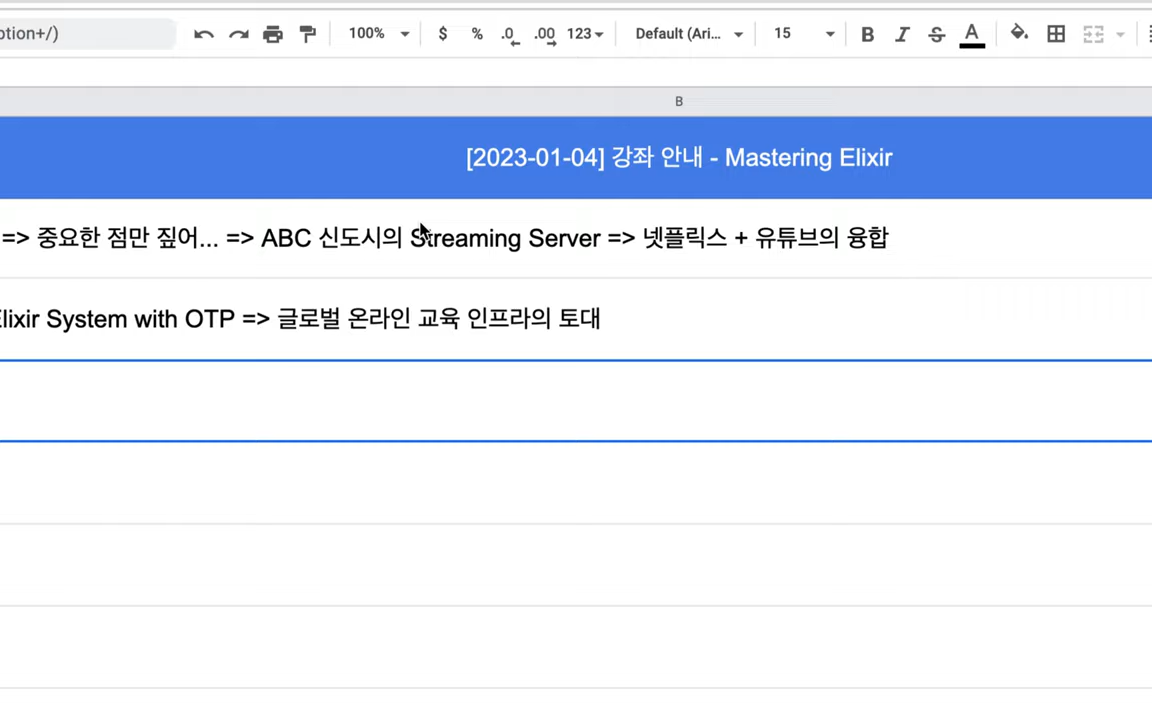 ption+/)
100% $ % .0 .00 123 Default (Ari... 15 B I S A
B
[2023-01-04] 강좌 안내 - Mastering Elixir
=> 중요한 점만 짚어... => ABC 신도시의 Streaming Server => 넷플릭스 + 유튜브의 융합
Elixir System with OTP => 글로벌 온라인 교육 인프라의 토대